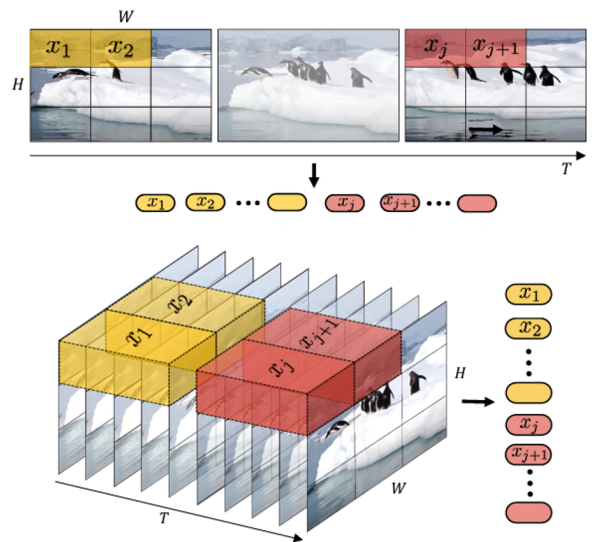 W
x₁ x₂ xⱼ xⱼ₊₁
H
T
x₁ x₂ ••• xⱼ xⱼ₊₁ •••
x₁ x₂ xⱼ xⱼ₊₁
H
W
T
x₁
x₂
xⱼ
xⱼ₊₁